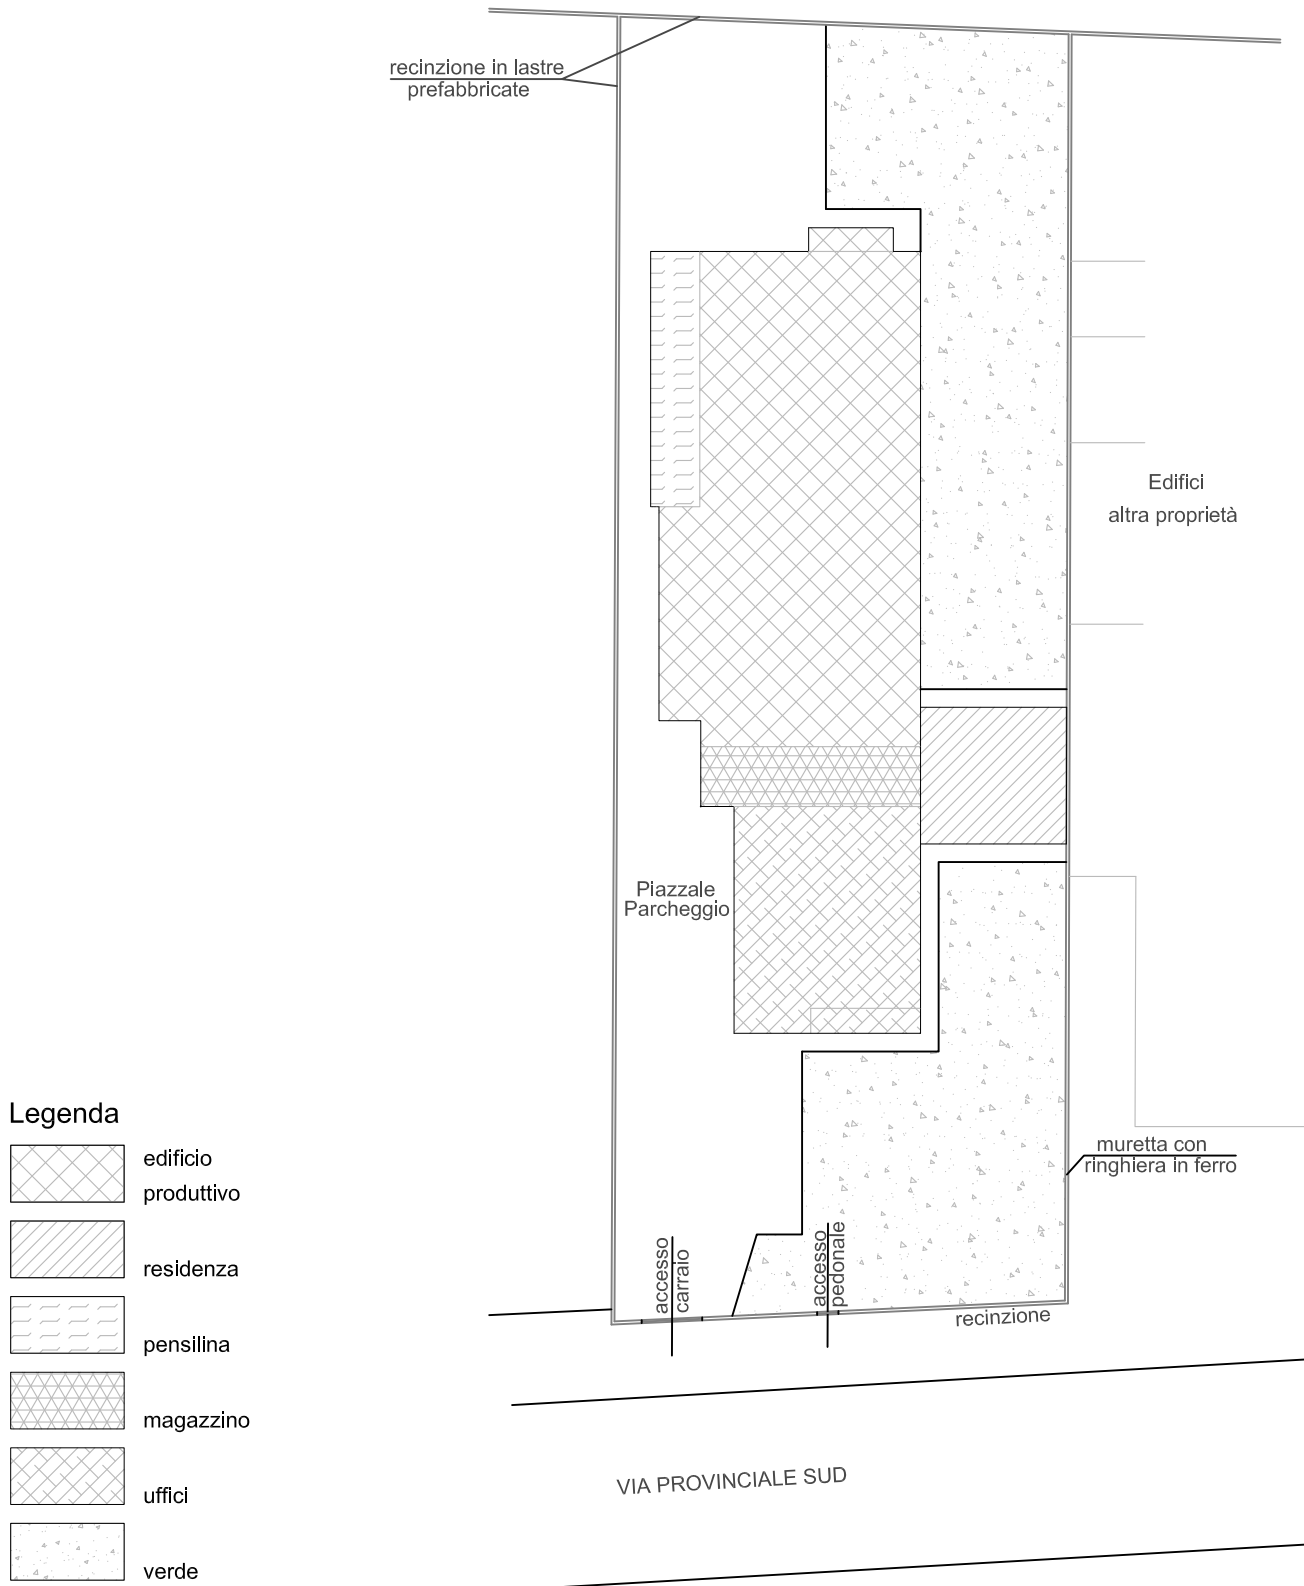 recinzione in lastre
prefabbricate
Edifici
altra proprietà
Piazzale
Parcheggio
Legenda
edificio
produttivo
residenza
pensilina
magazzino
uffici
verde
muretta con
ringhiera in ferro
accesso
carraio
accesso
pedonale
recinzione
VIA PROVINCIALE SUD